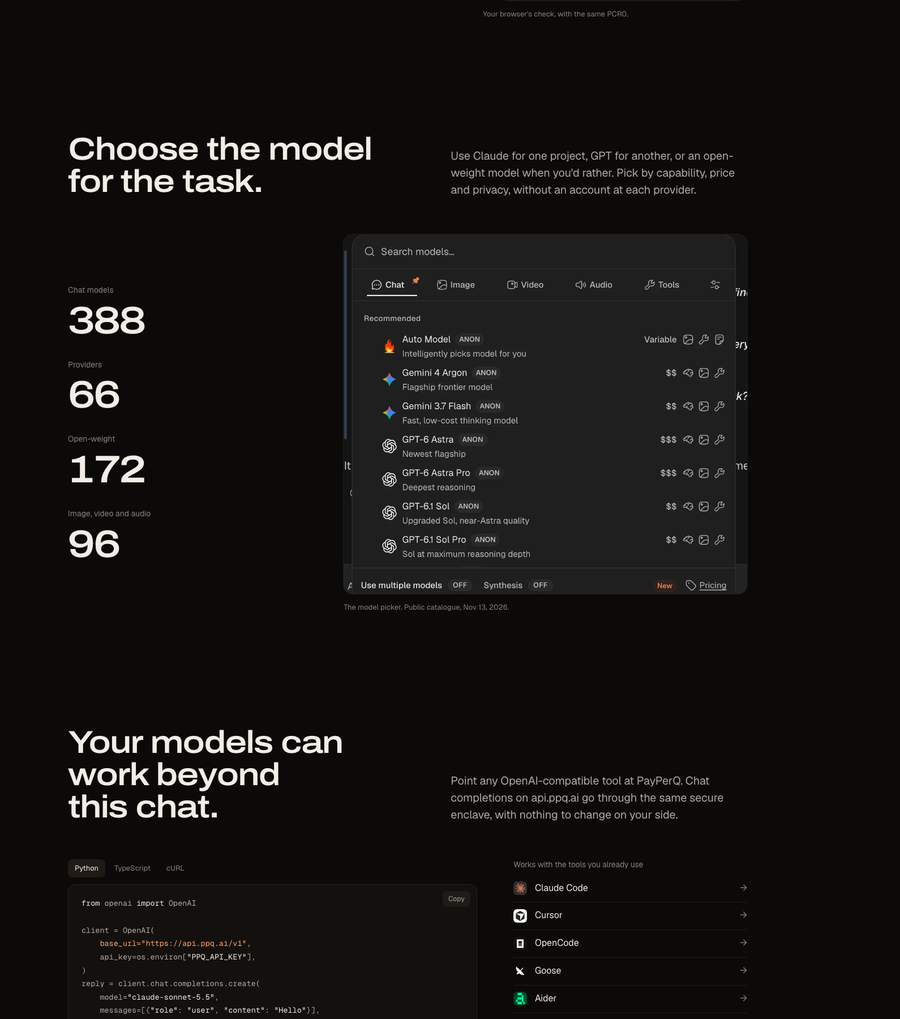 Your browser's check, with the same PCR0.
Choose the model
for the task.
Use Claude for one project, GPT for another, or an open-
weight model when you'd rather. Pick by capability, price
and privacy, without an account at each provider.
Chat models
388
Providers
66
Open-weight
172
Image, video and audio
96
Search models...
Chat Image Video Audio Tools
Recommended
Auto Model ANON Variable
Intelligently picks model for you
Gemini 4 Argon ANON $$
Flagship frontier model
Gemini 3.7 Flash ANON $$
Fast, low-cost thinking model
GPT-6 Astra ANON $$$
Newest flagship
GPT-6 Astra Pro ANON $$$
Deepest reasoning
GPT-6.1 Sol ANON $$
Upgraded Sol, near-Astra quality
GPT-6.1 Sol Pro ANON $$
Sol at maximum reasoning depth
Use multiple models OFF Synthesis OFF New Pricing
It
The model picker. Public catalogue, Nov 13, 2026.
Your models can
work beyond
this chat.
Point any OpenAI-compatible tool at PayPerQ. Chat
completions on api.ppq.ai go through the same secure
enclave, with nothing to change on your side.
Python TypeScript cURL
Copy
from openai import OpenAI
client = OpenAI(
base_url="https://api.ppq.ai/v1",
api_key=os.environ["PPQ_API_KEY"],
)
reply = client.chat.completions.create(
model="claude-sonnet-5.5",
messages=[{"role": "user", "content": "Hello"}],
Works with the tools you already use
Claude Code
Cursor
OpenCode
Goose
Aider